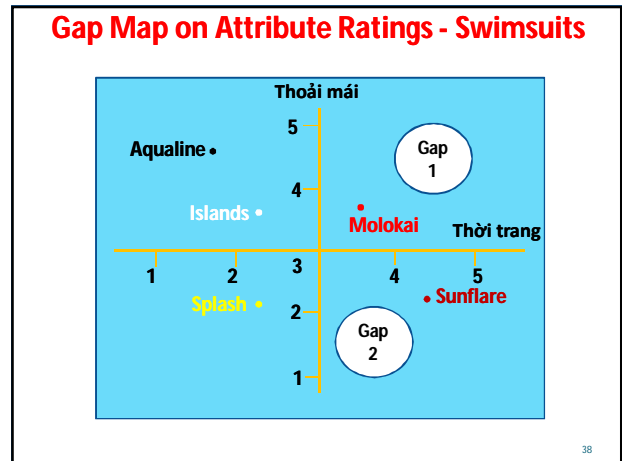 Gap Map on Attribute Ratings - Swimsuits
Thoải mái
5
Aqualine
Gap
1
4
Islands
Molokai
Thời trang
1
2
3
4
5
Splash
2
Sunflare
Gap
2
1
38